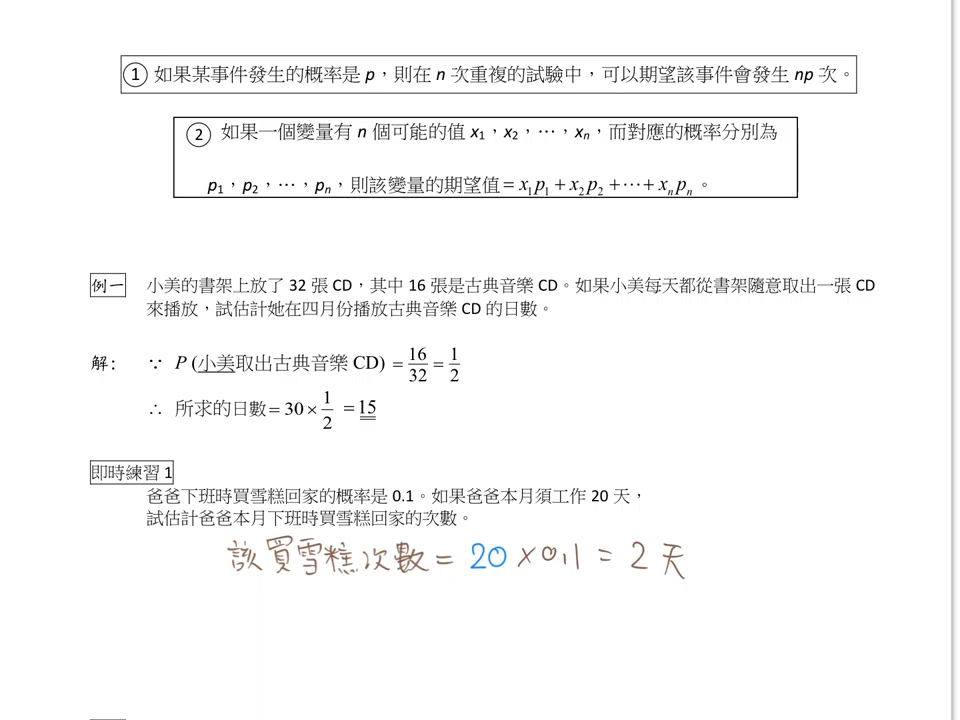 ① 如果某事件發生的概率是 p，則在 n 次重複的試驗中，可以期望該事件會發生 np 次。
② 如果一個變量有 n 個可能的值 x₁，x₂，⋯，xₙ，而對應的概率分別為
p₁，p₂，⋯，pₙ，則該變量的期望值 = x₁p₁ + x₂p₂ + ⋯ + xₙpₙ 。
例一 小美的書架上放了 32 張 CD，其中 16 張是古典音樂 CD。如果小美每天都從書架隨意取出一張 CD
來播放，試估計她在四月份播放古典音樂 CD 的日數。
解： ∵ P (小美取出古典音樂 CD) = 16/32 = 1/2
∴ 所求的日數 = 30 × 1/2 = 15
即時練習 1
爸爸下班時買雪糕回家的概率是 0.1。如果爸爸本月須工作 20 天，
試估計爸爸本月下班時買雪糕回家的次數。
該買雪糕次數 = 20 × 0.1 = 2 天